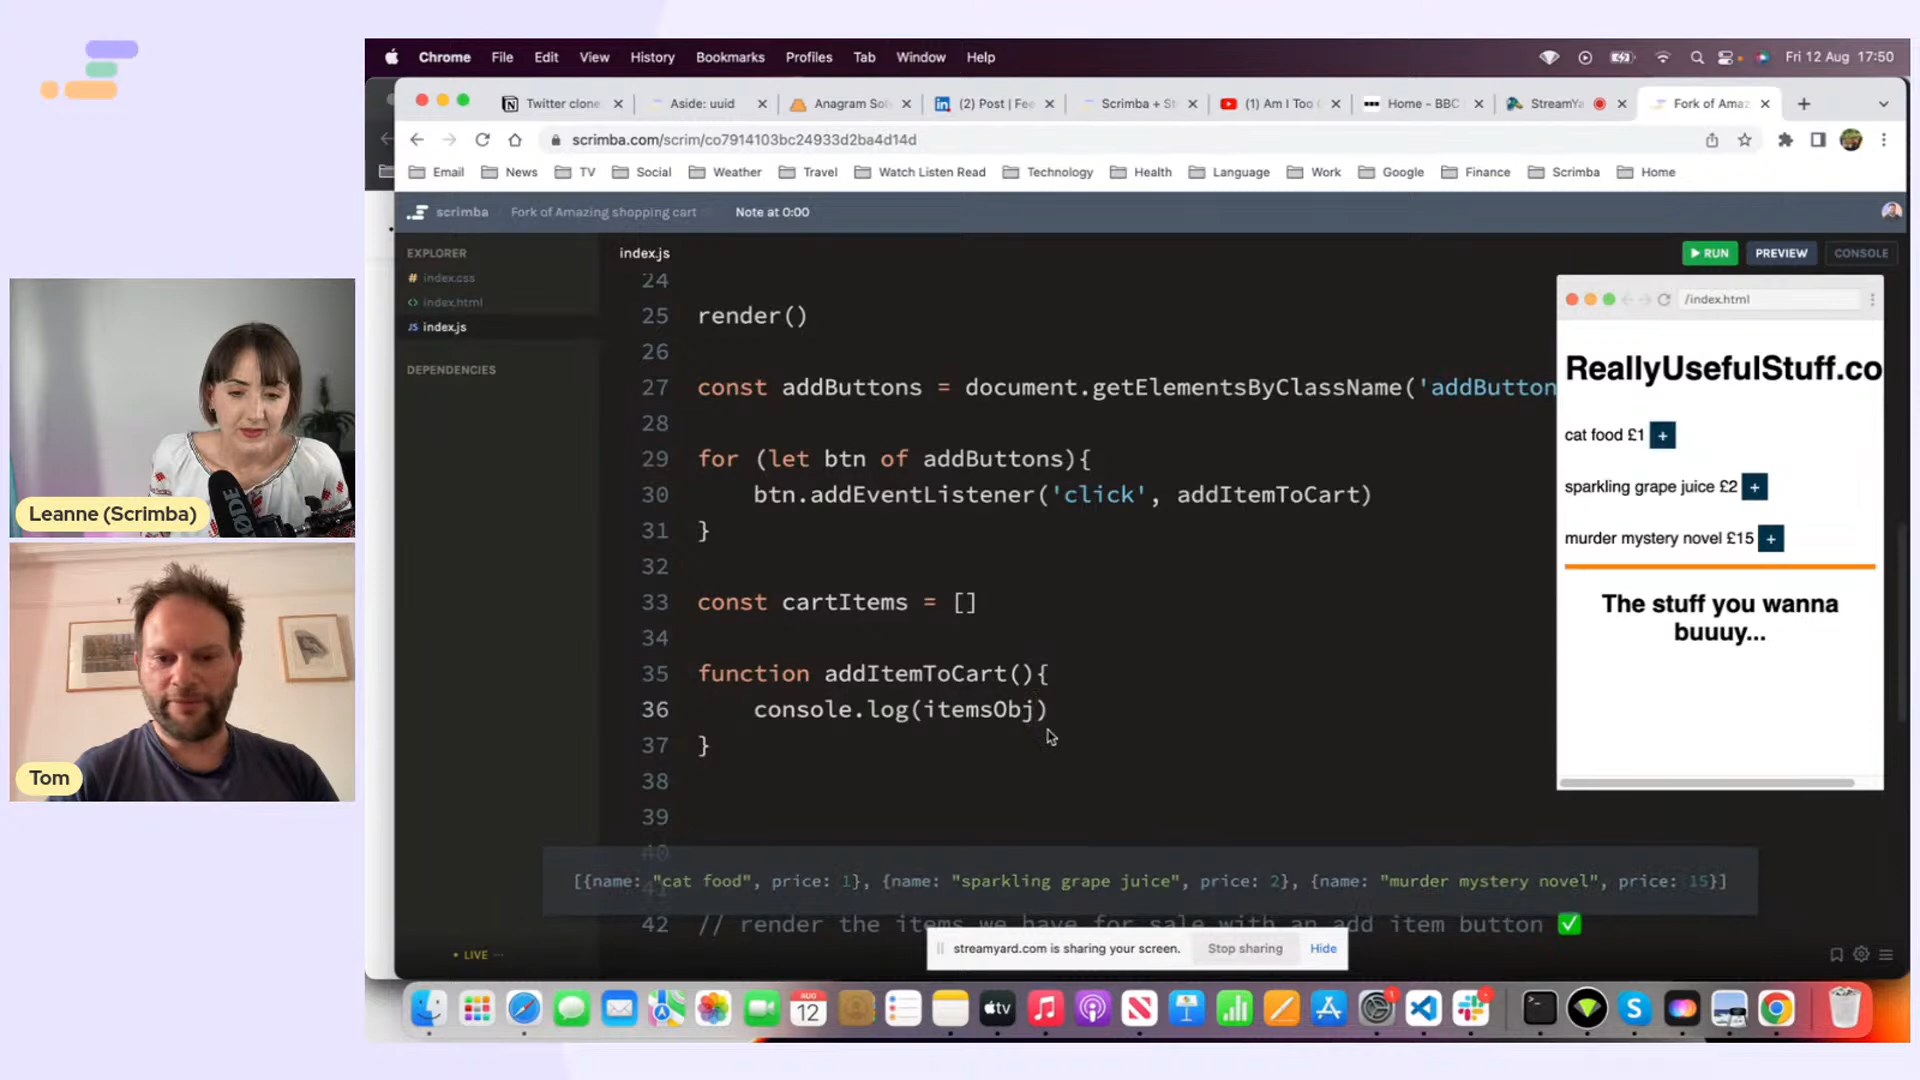 Chrome File Edit View History Bookmarks Profiles Tab Window Help Fri 12 Aug 17:50
Twitter clone Aside: uuid Anagram Sol (2) Post | Fee Scrimba + St (1) Am I Too Home - BBC StreamYa Fork of Amaz
scrimba.com/scrim/co7914103bc24933d2ba4d14d
Email News TV Social Weather Travel Watch Listen Read Technology Health Language Work Google Finance Scrimba Home
scrimba / Fork of Amazing shopping cart Note at 0:00
EXPLORER
# index.css
<> index.html
JS index.js
DEPENDENCIES
index.js
RUN PREVIEW CONSOLE
24
25 render()
26
27 const addButtons = document.getElementsByClassName('addButton
28
29 for (let btn of addButtons){
30 btn.addEventListener('click', addItemToCart)
31 }
32
33 const cartItems = []
34
35 function addItemToCart(){
36 console.log(itemsObj)
37 }
38
39
40
[{name: "cat food", price: 1}, {name: "sparkling grape juice", price: 2}, {name: "murder mystery novel", price: 15}]
42 // render the items we have for sale with an add item button ✅
/index.html
ReallyUsefulStuff.co
cat food £1 +
sparkling grape juice £2 +
murder mystery novel £15 +
The stuff you wanna
buuuy...
LIVE ...
streamyard.com is sharing your screen. Stop sharing Hide
Leanne (Scrimba)
Tom
RØDE
AUG
12
tv
1